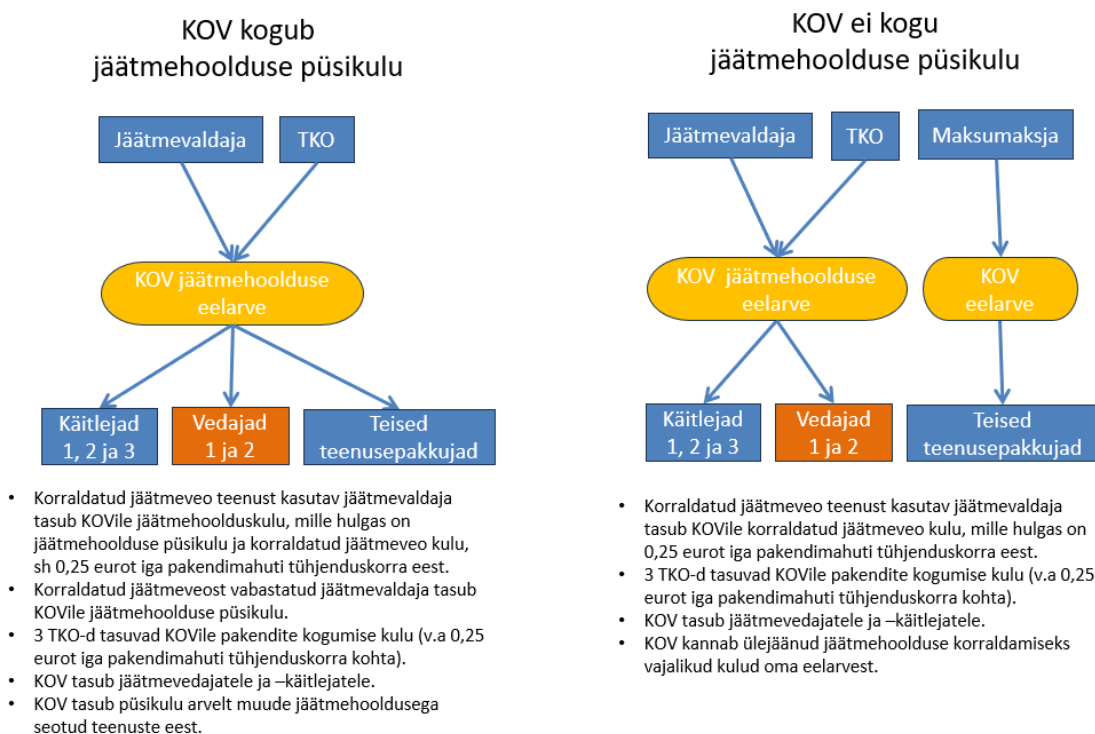 KOV kogub
jäätmehoolduse püsikulu
Jäätmevaldaja
TKO
KOV jäätmehoolduse
eelarve
Käitlejad
1, 2 ja 3
Vedajad
1 ja 2
Teised
teenusepakkujad
• Korraldatud jäätmeveo teenust kasutav jäätmevaldaja
tasub KOVile jäätmehoolduskulu, mille hulgas on
jäätmehoolduse püsikulu ja korraldatud jäätmeveo kulu,
sh 0,25 eurot iga pakendimahuti tühjenduskorra eest.
• Korraldatud jäätmeveost vabastatud jäätmevaldaja tasub
KOVile jäätmehoolduse püsikulu.
• 3 TKO-d tasuvad KOVile pakendite kogumise kulu (v.a 0,25
eurot iga pakendimahuti tühjenduskorra kohta).
• KOV tasub jäätmevedajatele ja –käitlejatele.
• KOV tasub püsikulu arvelt muude jäätmehooldusega
seotud teenuste eest.
KOV ei kogu
jäätmehoolduse püsikulu
Jäätmevaldaja
TKO
Maksumaksja
KOV jäätmehoolduse
eelarve
KOV
eelarve
Käitlejad
1, 2 ja 3
Vedajad
1 ja 2
Teised
teenusepakkujad
• Korraldatud jäätmeveo teenust kasutav jäätmevaldaja
tasub KOVile korraldatud jäätmeveo kulu, mille hulgas on
0,25 eurot iga pakendimahuti tühjenduskorra eest.
• 3 TKO-d tasuvad KOVile pakendite kogumise kulu (v.a 0,25
eurot iga pakendimahuti tühjenduskorra kohta).
• KOV tasub jäätmevedajatele ja –käitlejatele.
• KOV kannab ülejäänud jäätmehoolduse korraldamiseks
vajalikud kulud oma eelarvest.